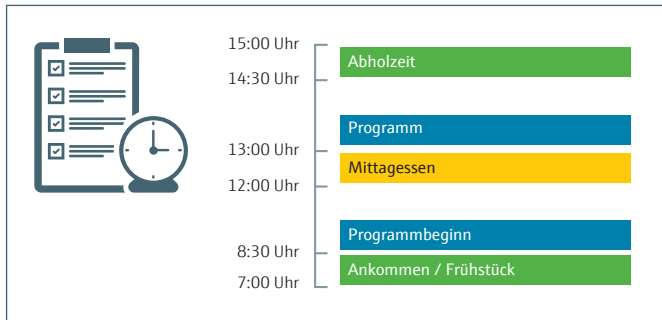 15:00 Uhr
Abholzeit
14:30 Uhr
Programm
13:00 Uhr
Mittagessen
12:00 Uhr
Programmbeginn
8:30 Uhr
Ankommen / Frühstück
7:00 Uhr